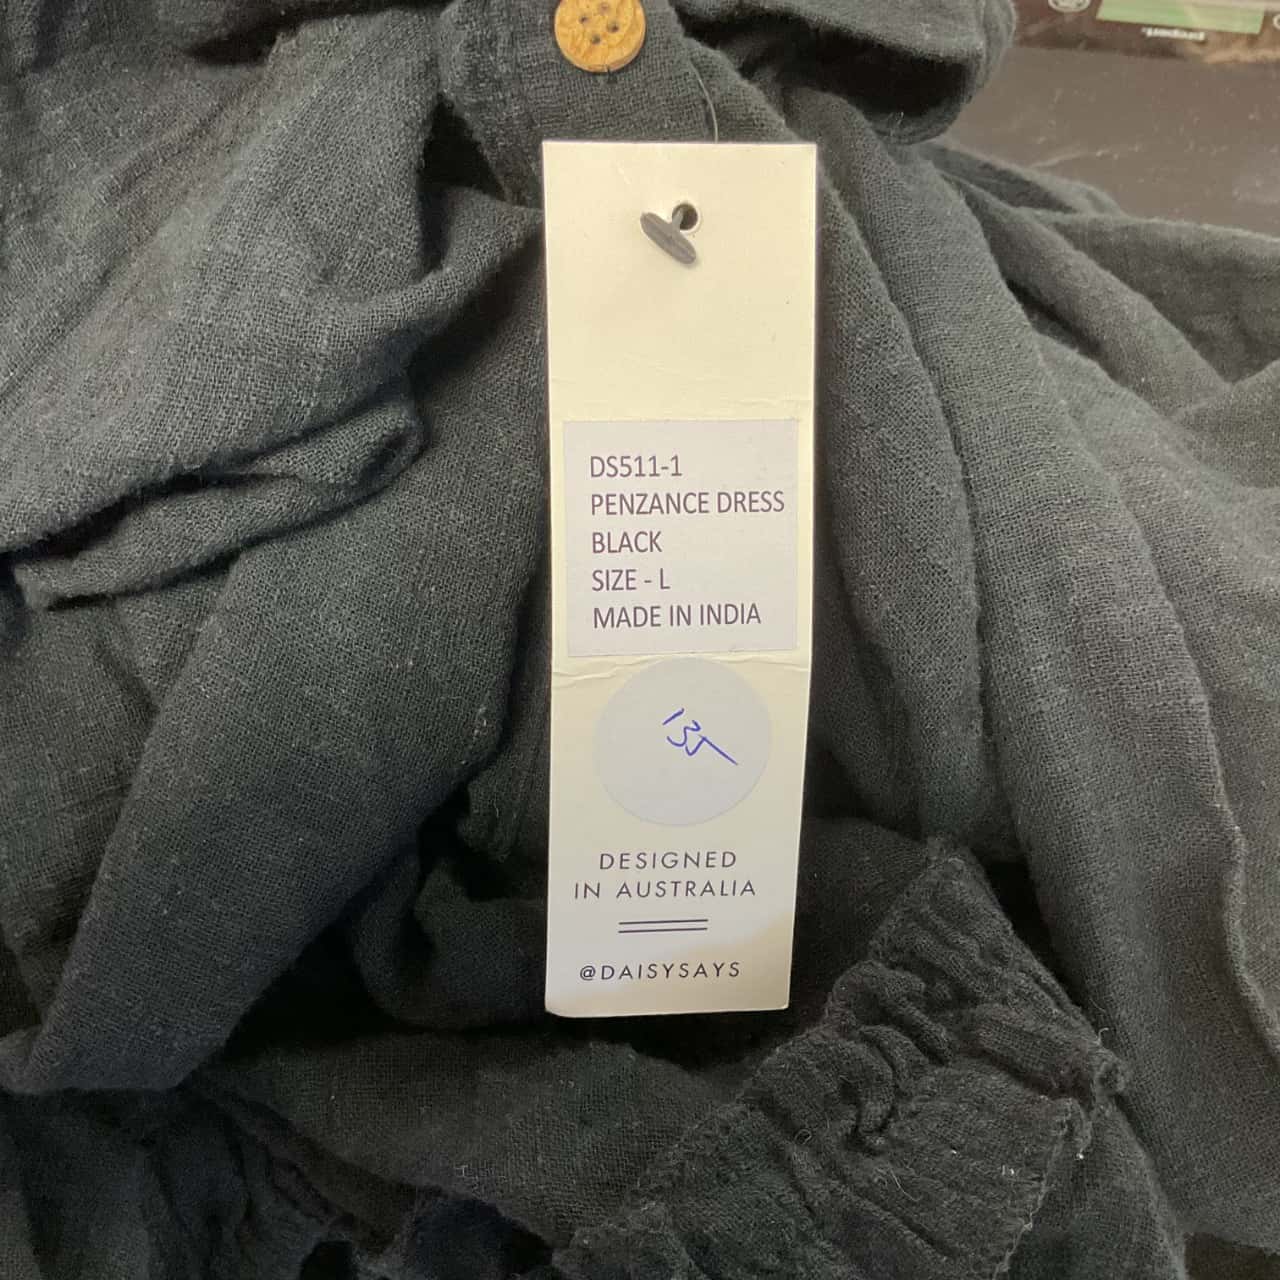 DS511-1
PENZANCE DRESS
BLACK
SIZE - L
MADE IN INDIA
135
DESIGNED
IN AUSTRALIA
@DAISYSAYS